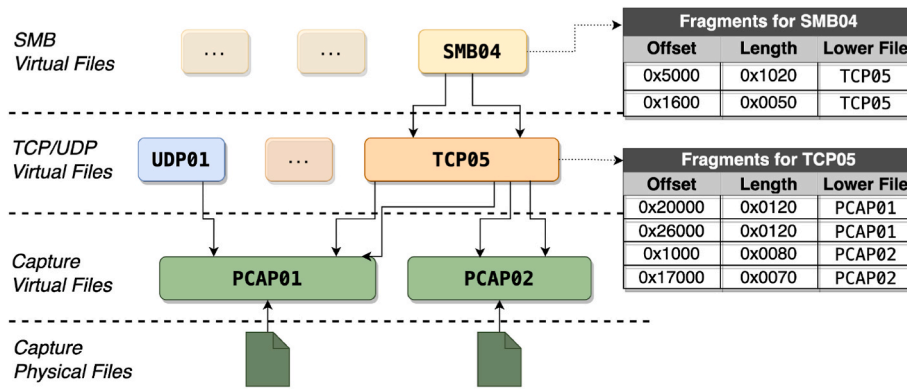 SMB
Virtual Files
...
...
SMB04
Fragments for SMB04
Offset Length Lower File
0x5000 0x1020 TCP05
0x1600 0x0050 TCP05
TCP/UDP
Virtual Files
UDP01
...
TCP05
Fragments for TCP05
Offset Length Lower File
0x20000 0x0120 PCAP01
0x26000 0x0120 PCAP01
0x1000 0x0080 PCAP02
0x17000 0x0070 PCAP02
Capture
Virtual Files
PCAP01
PCAP02
Capture
Physical Files